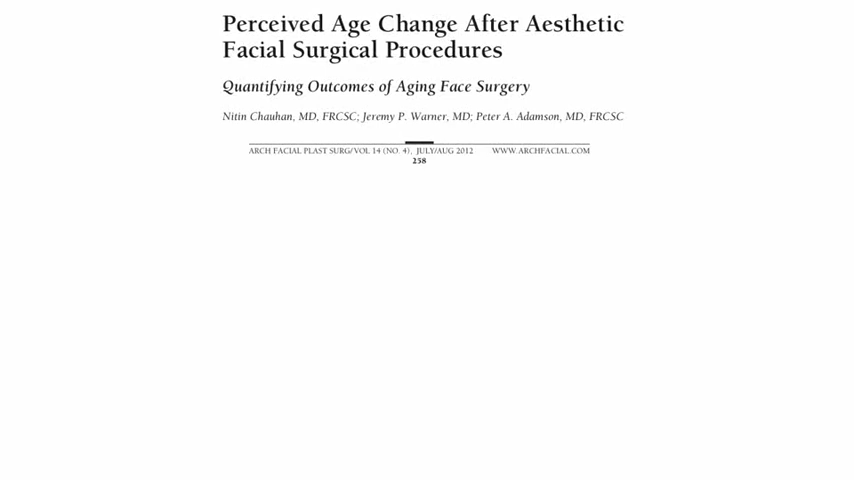 Perceived Age Change After Aesthetic
Facial Surgical Procedures
Quantifying Outcomes of Aging Face Surgery
Nitin Chauhan, MD, FRCSC; Jeremy P. Warner, MD; Peter A. Adamson, MD, FRCSC
ARCH FACIAL PLAST SURG/VOL 14 (NO. 4), JULY/AUG 2012 WWW.ARCHFACIAL.COM
258